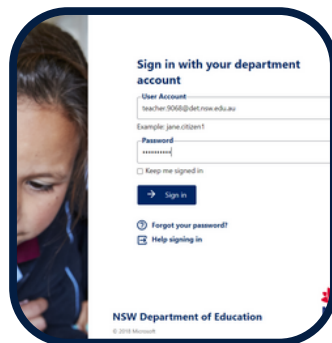 Sign in with your department
account
User Account
teacher.9068@det.nsw.edu.au
Example: jane.citizen1
Password
••••••••••
Keep me signed in
Sign in
Forgot your password?
Help signing in
NSW Department of Education
© 2018 Microsoft